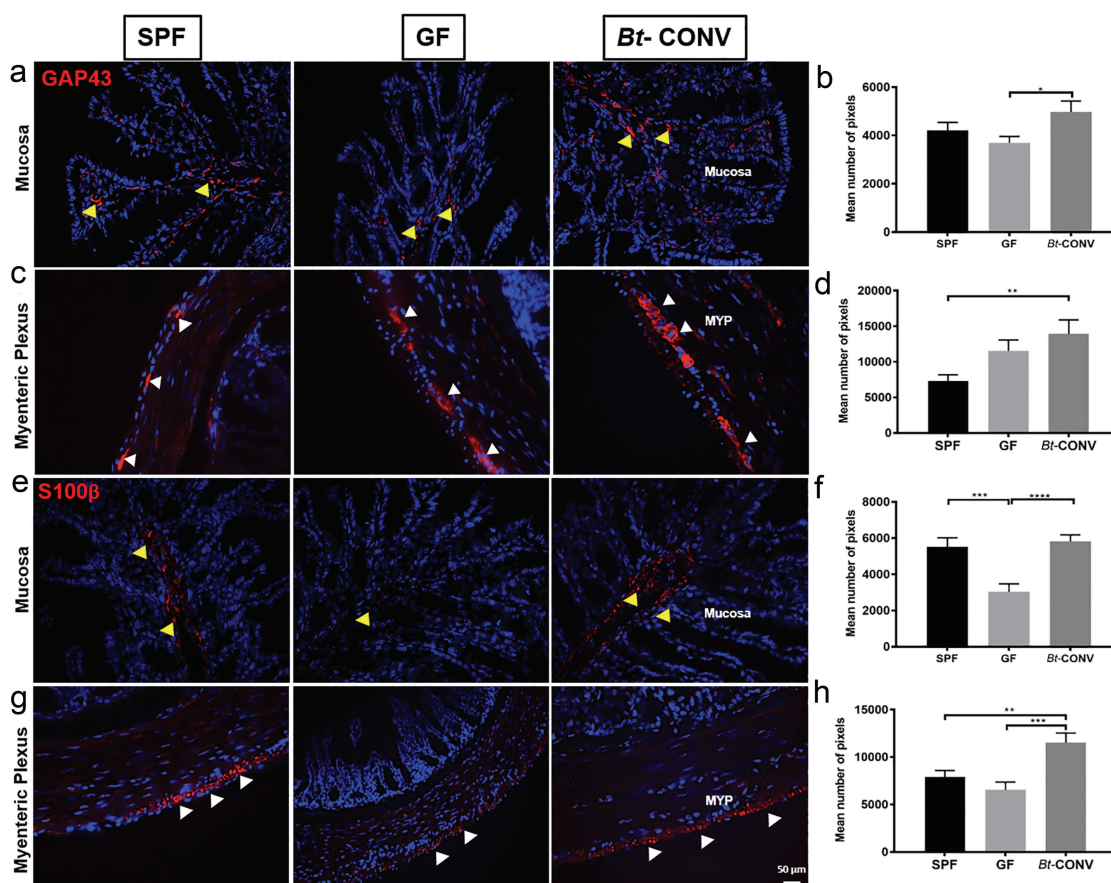 SPF GF Bt- CONV
a GAP43 Mucosa Mucosa
b Mean number of pixels
6000
4000
2000
0
*
SPF GF Bt-CONV
c Myenteric Plexus MYP
d Mean number of pixels
20000
15000
10000
5000
0
**
SPF GF Bt-CONV
e S100β Mucosa Mucosa
f Mean number of pixels
8000
6000
4000
2000
0
*** ****
SPF GF Bt-CONV
g Myenteric Plexus MYP
50 µm
h Mean number of pixels
15000
10000
5000
0
**
***
SPF GF Bt-CONV